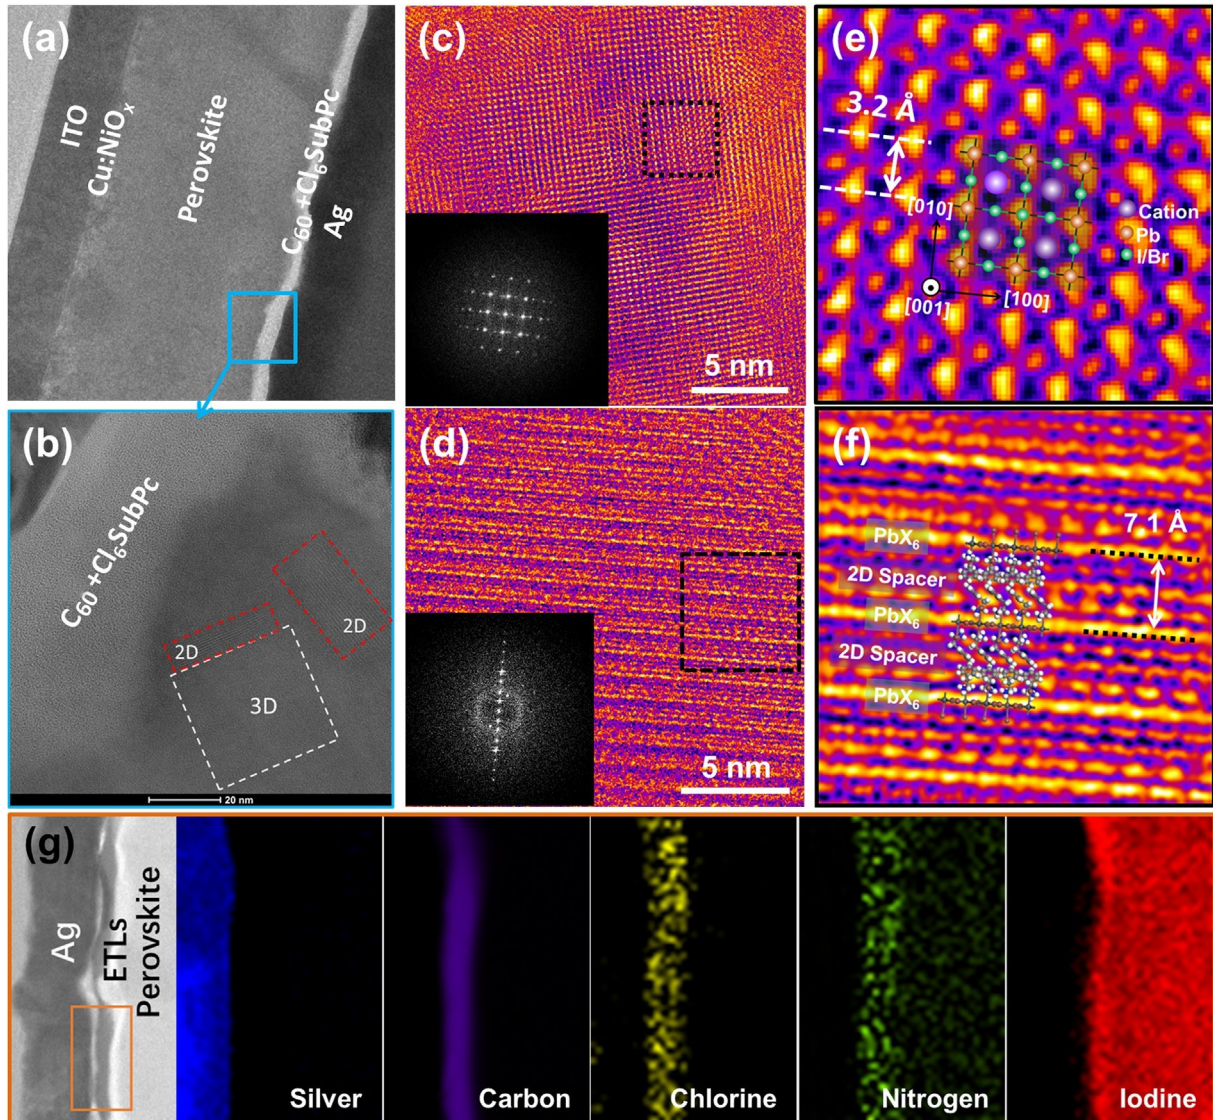 (a)
ITO
Cu:NiOₓ
Perovskite
C₆₀+Cl₆SubPc
Ag
(b)
C₆₀+Cl₆SubPc
2D
2D
3D
20 nm
(c)
5 nm
(d)
5 nm
(e)
3.2 Å
[010]
[001]
[100]
Cation
Pb
I/Br
(f)
PbX₆
2D Spacer
PbX₆
2D Spacer
PbX₆
7.1 Å
(g)
Ag
ETLs
Perovskite
Silver
Carbon
Chlorine
Nitrogen
Iodine